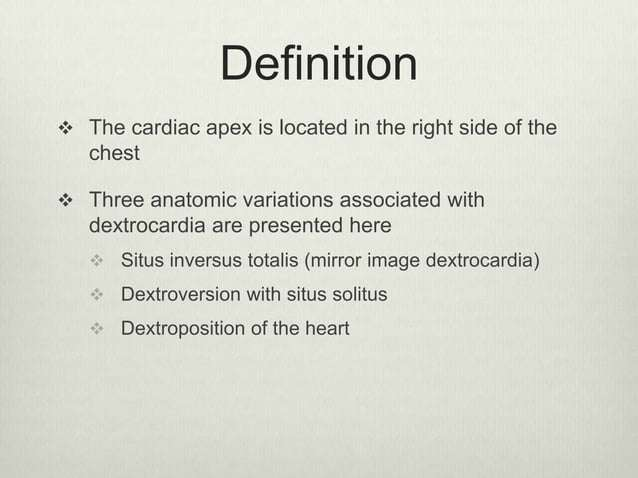 Definition
❖ The cardiac apex is located in the right side of the
chest
❖ Three anatomic variations associated with
dextrocardia are presented here
❖ Situs inversus totalis (mirror image dextrocardia)
❖ Dextroversion with situs solitus
❖ Dextroposition of the heart